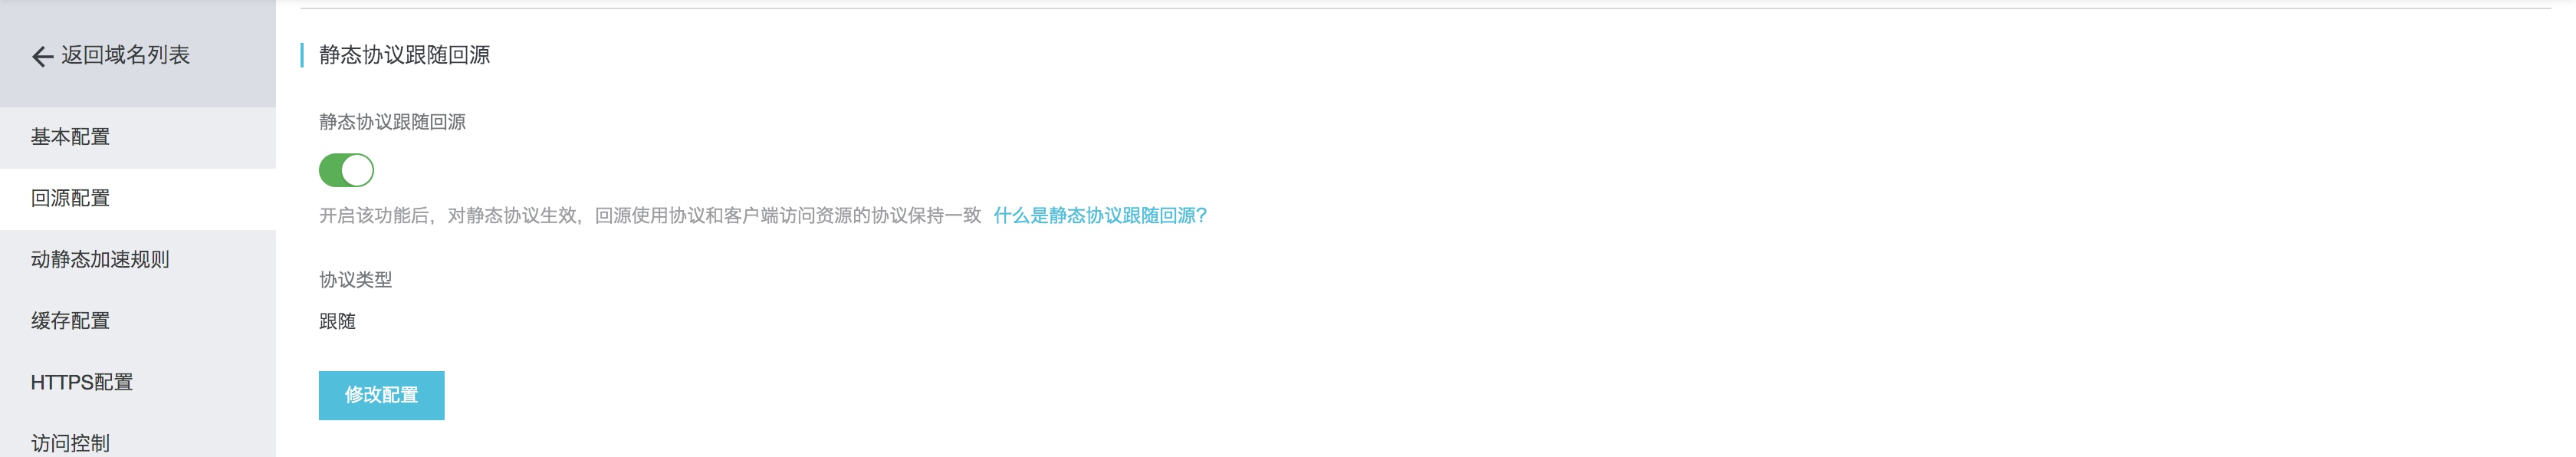 返回域名列表
基本配置
回源配置
动静态加速规则
缓存配置
HTTPS配置
访问控制
静态协议跟随回源
静态协议跟随回源
开启该功能后，对静态协议生效，回源使用协议和客户端访问资源的协议保持一致 什么是静态协议跟随回源?
协议类型
跟随
修改配置